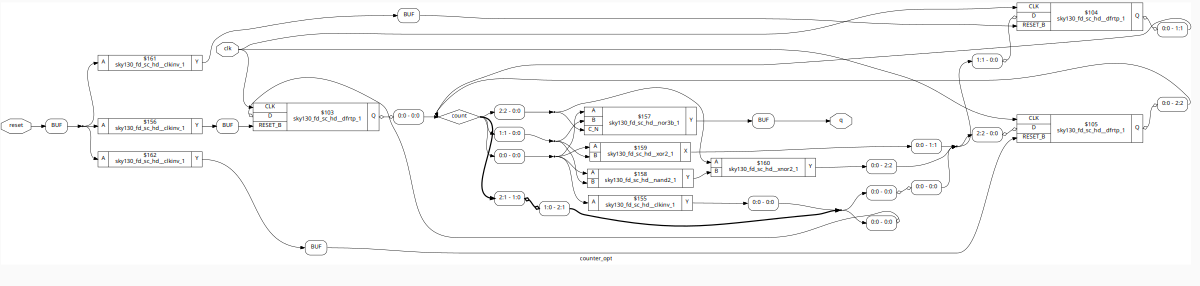 BUF
$104
sky130_fd_sc_hd__dfrtp_1
CLK
D
RESET_B
Q
0:0 - 1:1
clk
$161
sky130_fd_sc_hd__clkinv_1
A
Y
1:1 - 0:0
$103
sky130_fd_sc_hd__dfrtp_1
CLK
D
RESET_B
Q
0:0 - 0:0
count
2:2 - 0:0
1:1 - 0:0
0:0 - 0:0
$157
sky130_fd_sc_hd__nor3b_1
A
B
C_N
Y
BUF
q
0:0 - 2:2
reset
BUF
$156
sky130_fd_sc_hd__clkinv_1
A
Y
BUF
$105
sky130_fd_sc_hd__dfrtp_1
CLK
D
RESET_B
Q
2:2 - 0:0
$159
sky130_fd_sc_hd__xor2_1
A
B
X
0:0 - 1:1
$162
sky130_fd_sc_hd__clkinv_1
A
Y
$160
sky130_fd_sc_hd__xnor2_1
A
B
Y
0:0 - 2:2
$158
sky130_fd_sc_hd__nand2_1
A
B
Y
0:0 - 0:0
0:0 - 0:0
2:1 - 1:0
1:0 - 2:1
$155
sky130_fd_sc_hd__clkinv_1
A
Y
0:0 - 0:0
0:0 - 0:0
BUF
counter_opt